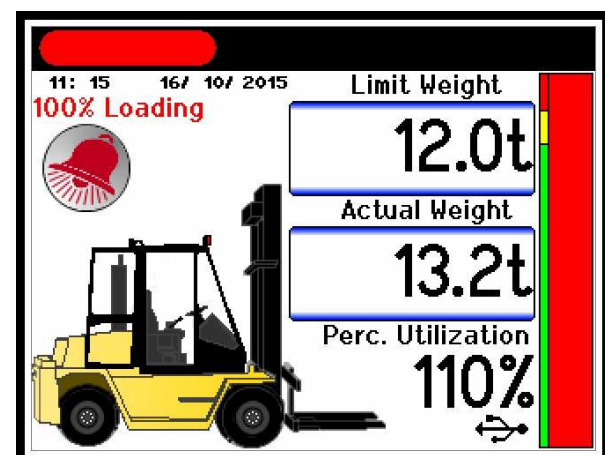 11: 15 16/ 10/ 2015
100% Loading
Limit Weight
12.0t
Actual Weight
13.2t
Perc. Utilization
110%